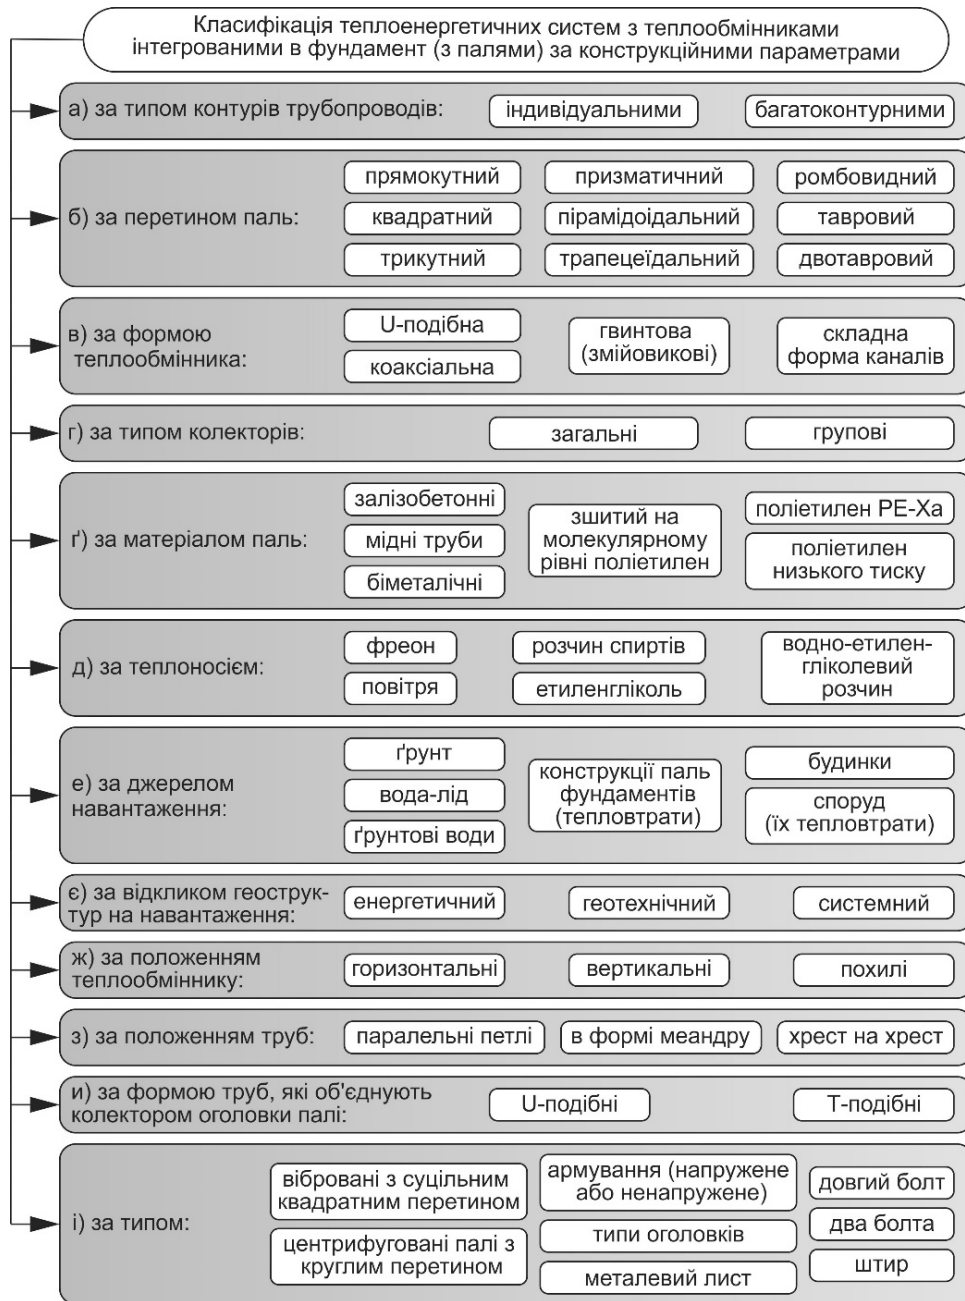 Класифікація теплоенергетичних систем з теплообмінниками
інтегрованими в фундамент (з палями) за конструкційними параметрами
а) за типом контурів трубопроводів:
індивідуальними
багатоконтурними
б) за перетином паль:
прямокутний
призматичний
ромбовидний
квадратний
пірамідоідальний
тавровий
трикутний
трапецеїдальний
двотавровий
в) за формою
теплообмінника:
U-подібна
коаксіальна
гвинтова
(змійовикові)
складна
форма каналів
г) за типом колекторів:
загальні
групові
ґ) за матеріалом паль:
залізобетонні
мідні труби
біметалічні
зшитий на
молекулярному
рівні поліетилен
поліетилен PE-Xa
поліетилен
низького тиску
д) за теплоносієм:
фреон
розчин спиртів
повітря
етиленгліколь
водно-етилен-
гліколевий
розчин
е) за джерелом
навантаження:
ґрунт
вода-лід
ґрунтові води
конструкції паль
фундаментів
(тепловтрати)
будинки
споруд
(їх тепловтрати)
є) за відкликом геострук-
тур на навантаження:
енергетичний
геотехнічний
системний
ж) за положенням
теплообміннику:
горизонтальні
вертикальні
похилі
з) за положенням труб:
паралельні петлі
в формі меандру
хрест на хрест
и) за формою труб, які об'єднують
колектором оголовки палі:
U-подібні
Т-подібні
і) за типом:
вібровані з суцільним
квадратним перетином
центрифуговані палі з
круглим перетином
армування (напружене
або ненапружене)
типи оголовків
металевий лист
довгий болт
два болта
штир